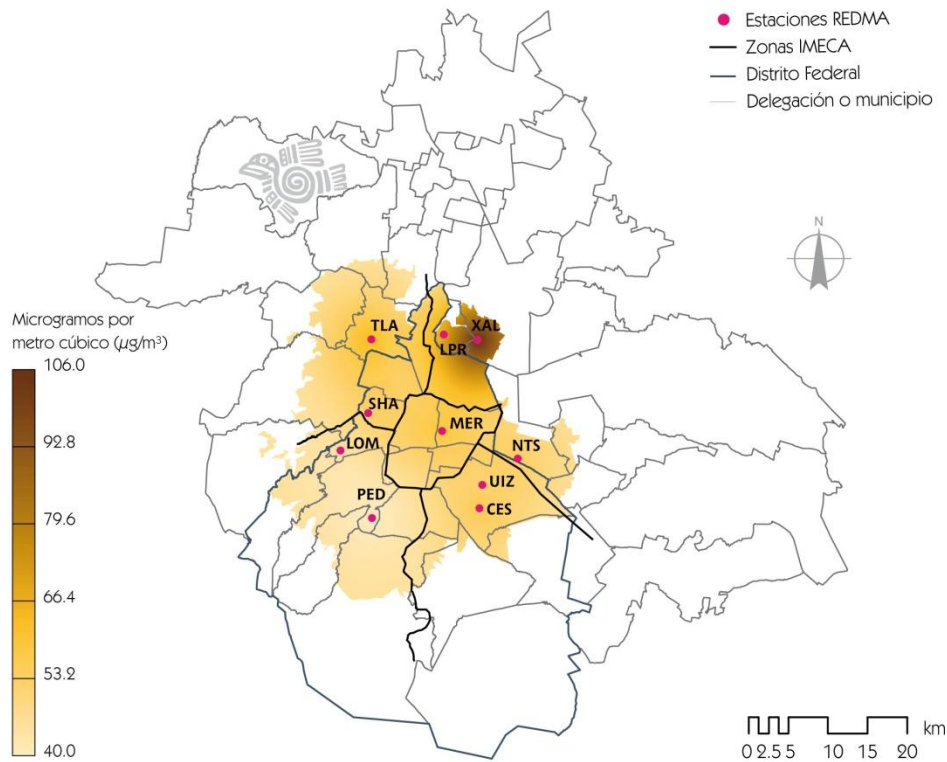 Estaciones REDMA
Zonas IMECA
Distrito Federal
Delegación o municipio
N
Microgramos por
metro cúbico (µg/m³)
106.0
92.8
79.6
66.4
53.2
40.0
TLA
XAL
LPR
SHA
MER
LOM
NTS
UIZ
PED
CES
km
0 2.5 5 10 15 20